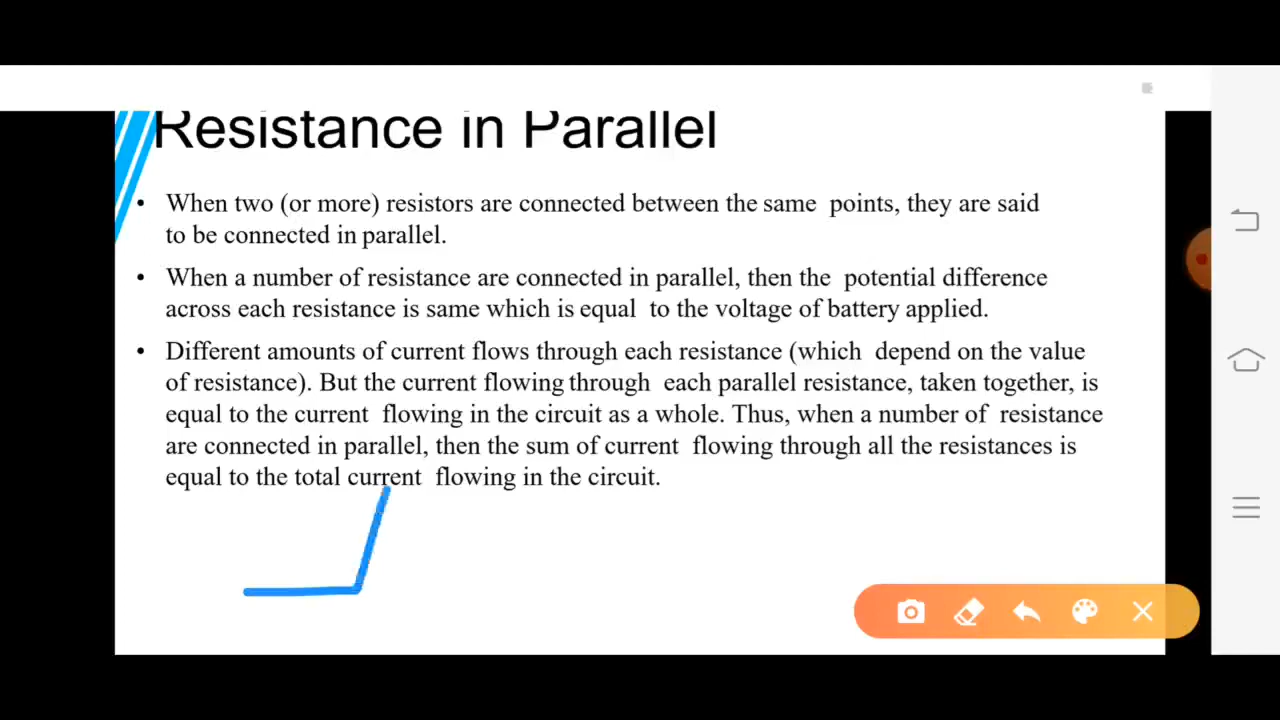 Resistance in Parallel
• When two (or more) resistors are connected between the same points, they are said
to be connected in parallel.
• When a number of resistance are connected in parallel, then the potential difference
across each resistance is same which is equal to the voltage of battery applied.
• Different amounts of current flows through each resistance (which depend on the value
of resistance). But the current flowing through each parallel resistance, taken together, is
equal to the current flowing in the circuit as a whole. Thus, when a number of resistance
are connected in parallel, then the sum of current flowing through all the resistances is
equal to the total current flowing in the circuit.